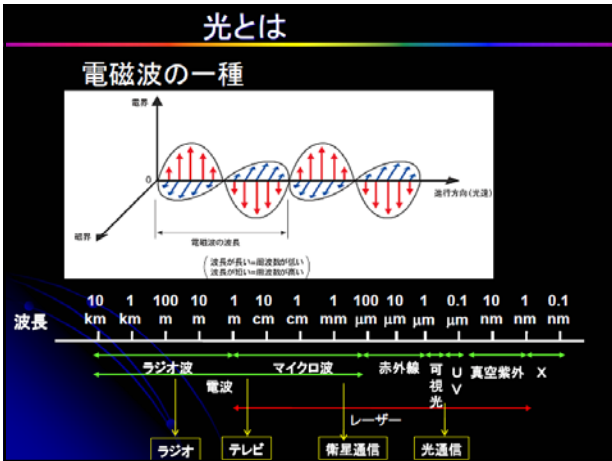 光とは
電磁波の一種
電界
0
進行方向(光速)
磁界
電磁波の波長
波長が長い=周波数が低い
波長が短い=周波数が高い
10 1 100 10 1 10 1 1 100 10 1 0.1 10 1 0.1
波長 km km m m m cm cm mm μm μm μm μm nm nm nm
ラジオ波 マイクロ波 赤外線 可視光 UV 真空紫外 X
電波
レーザー
ラジオ テレビ 衛星通信 光通信